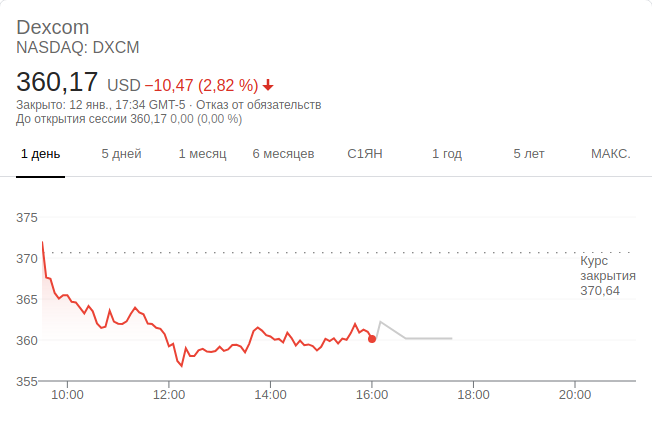 Dexcom
NASDAQ: DXCM
360,17 USD −10,47 (2,82 %)
Закрыто: 12 янв., 17:34 GMT-5 · Отказ от обязательств
До открытия сессии 360,17 0,00 (0,00 %)
1 день 5 дней 1 месяц 6 месяцев С1ЯН 1 год 5 лет МАКС.
375
370
Курс
закрытия
370,64
365
360
355
10:00 12:00 14:00 16:00 18:00 20:00